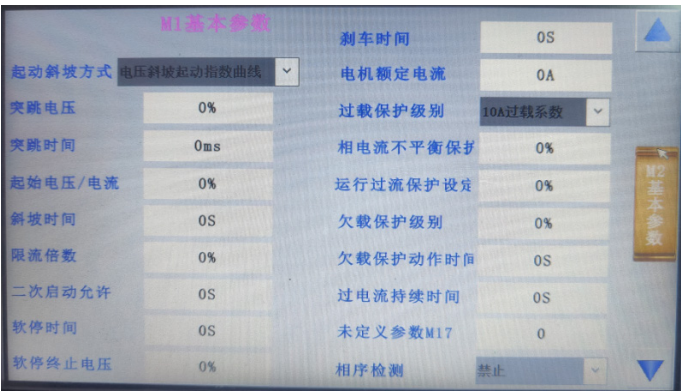 M1基本参数
起动斜坡方式 电压斜坡起动指数曲线
突跳电压 0%
突跳时间 0ms
起始电压/电流 0%
斜坡时间 0S
限流倍数 0%
二次启动允许 0S
软停时间 0S
软停终止电压 0%
刹车时间 0S
电机额定电流 0A
过载保护级别 10A过载系数
相电流不平衡保护 0%
运行过流保护设定 0%
欠载保护级别 0%
欠载保护动作时间 0S
过电流持续时间 0S
未定义参数M17 0
相序检测 禁止
M2基本参数